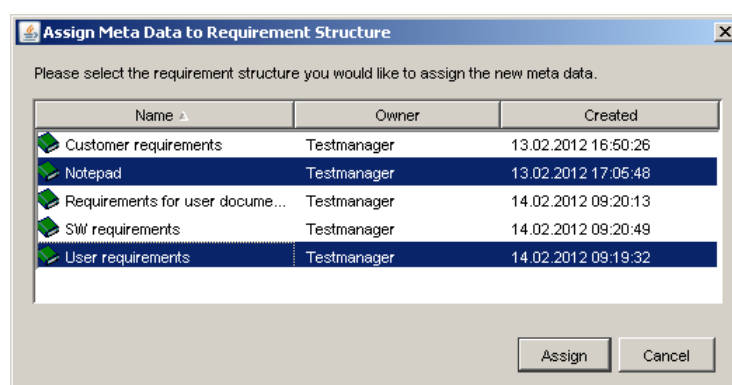 Assign Meta Data to Requirement Structure
Please select the requirement structure you would like to assign the new meta data.
Name Owner Created
Customer requirements Testmanager 13.02.2012 16:50:26
Notepad Testmanager 13.02.2012 17:05:48
Requirements for user docume... Testmanager 14.02.2012 09:20:13
SW requirements Testmanager 14.02.2012 09:20:49
User requirements Testmanager 14.02.2012 09:19:32
Assign Cancel